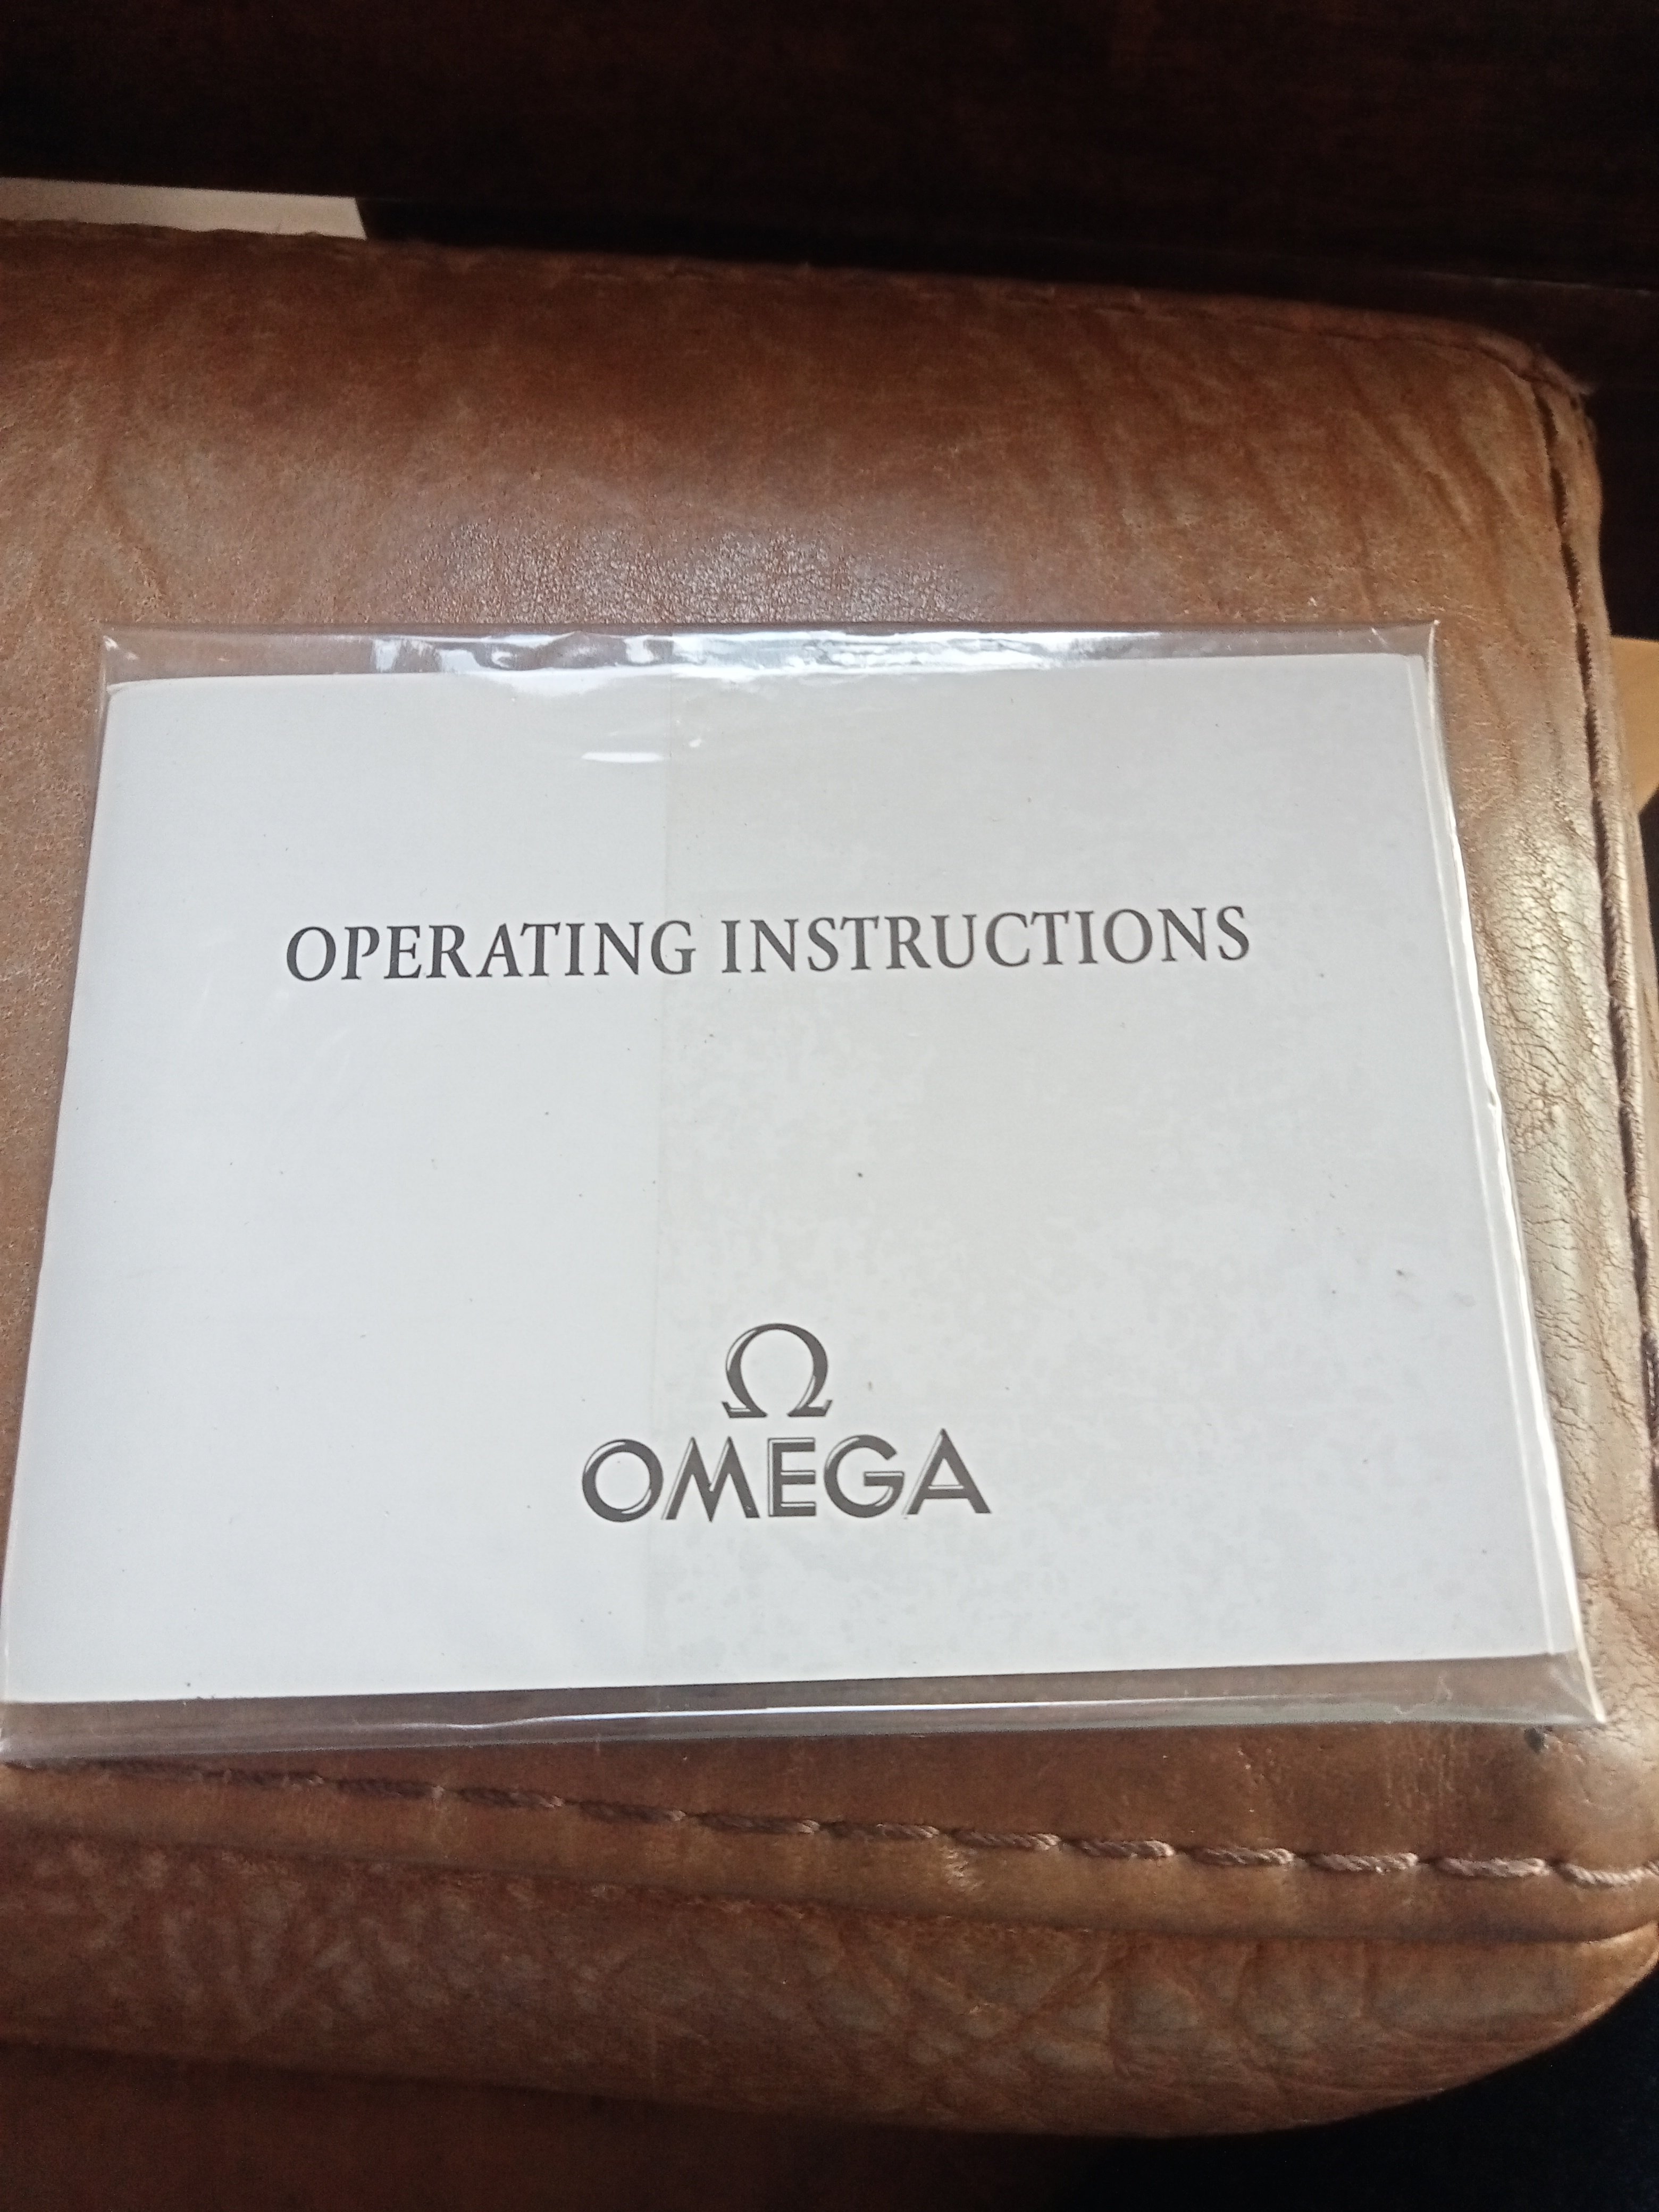 OPERATING INSTRUCTIONS
Ω
OMEGA